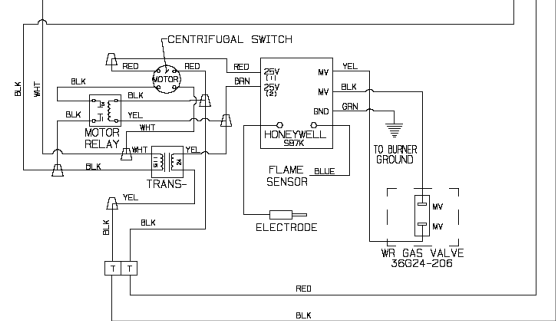 CENTRIFUGAL SWITCH
RED
RED
MOTOR
RED
BRN
25V
(1)
25V
(2)
MV
MV
GND
YEL
BLK
GRN
BLK
WHT
BLK
BLK
YEL
BLK
MOTOR
RELAY
WHT
WHT
YEL
BLK
TRANS-
HONEYWELL
S87K
FLAME
SENSOR
BLUE
TO BURNER
GROUND
YEL
BLK
BLK
ELECTRODE
MV
MV
WR GAS VALVE
36G24-206
T T
RED
BLK